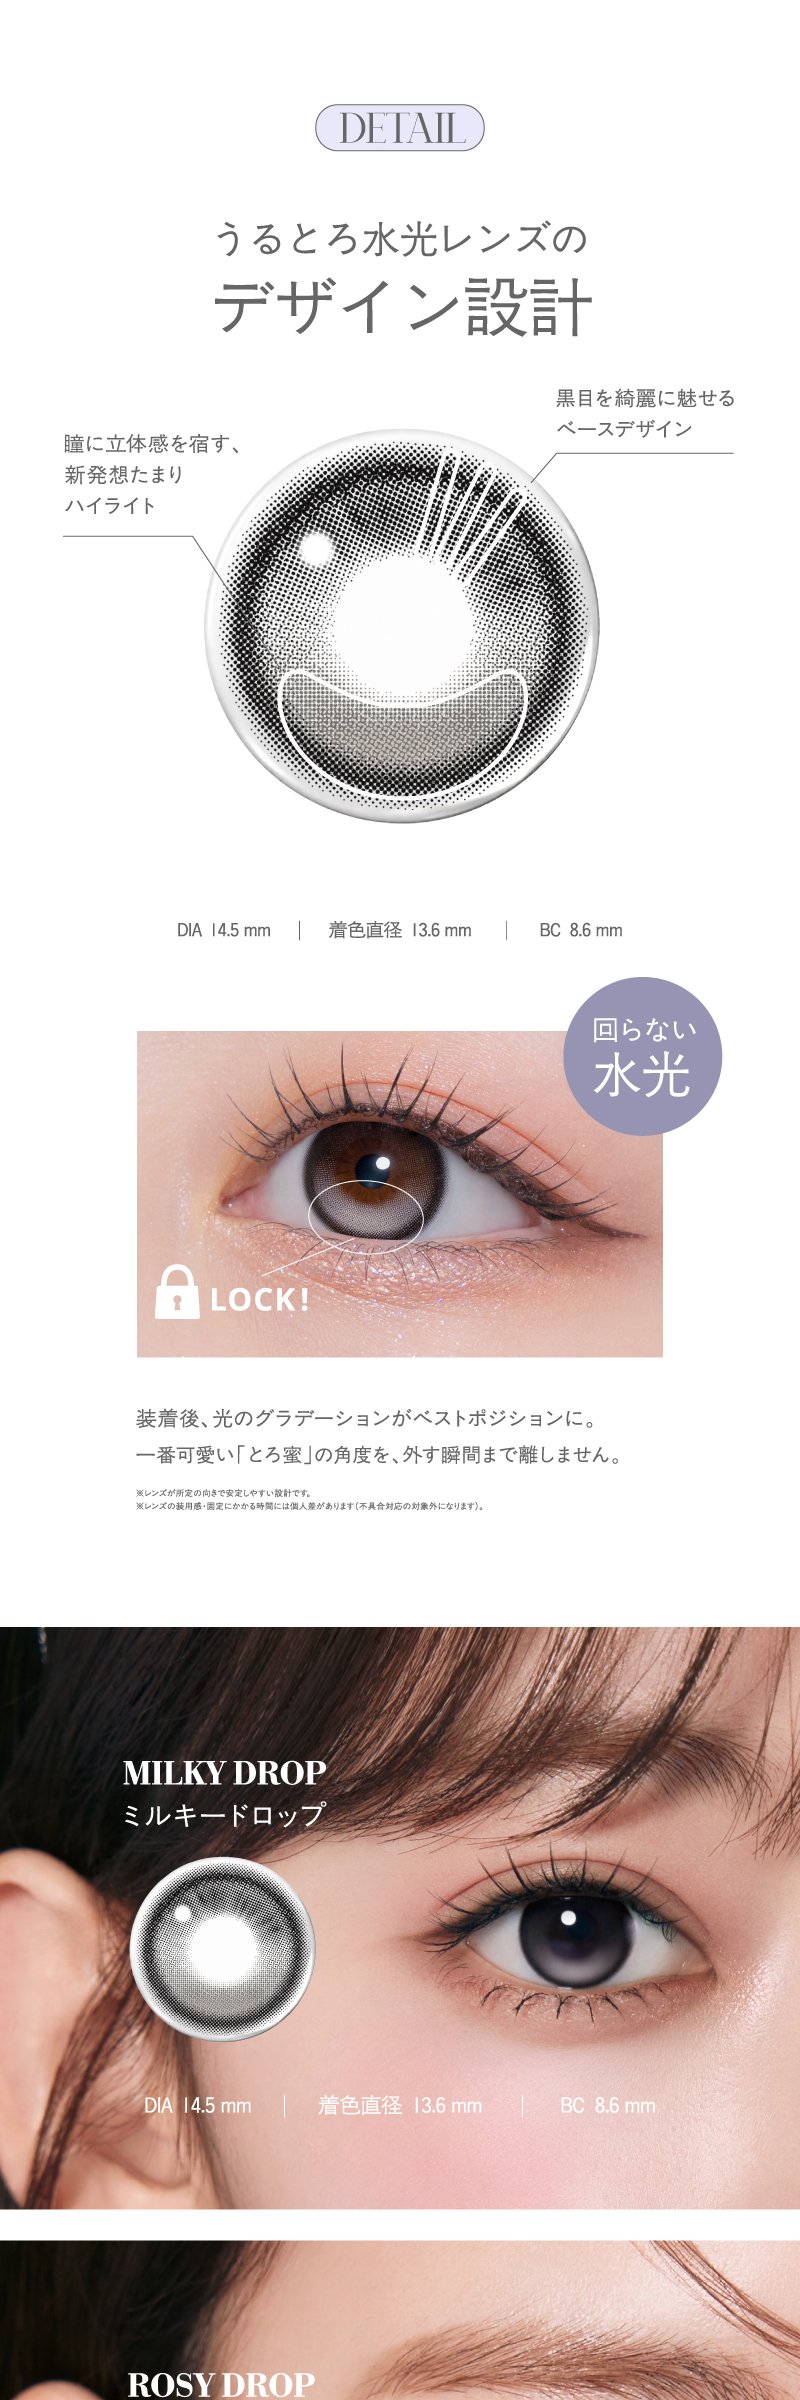 DETAIL
うるとろ水光レンズの
デザイン設計
黒目を綺麗に魅せる
ベースデザイン
瞳に立体感を宿す、
新発想たまり
ハイライト
DIA 14.5 mm | 着色直径 13.6 mm | BC 8.6 mm
回らない
水光
LOCK!
装着後、光のグラデーションがベストポジションに。
一番可愛い「とろ蜜」の角度を、外す瞬間まで離しません。
※レンズが所定の向きで安定しやすい設計です。
※レンズの装用感・固定にかかる時間には個人差があります(不具合対応の対象外になります)。
MILKY DROP
ミルキードロップ
DIA 14.5 mm | 着色直径 13.6 mm | BC 8.6 mm
ROSY DROP